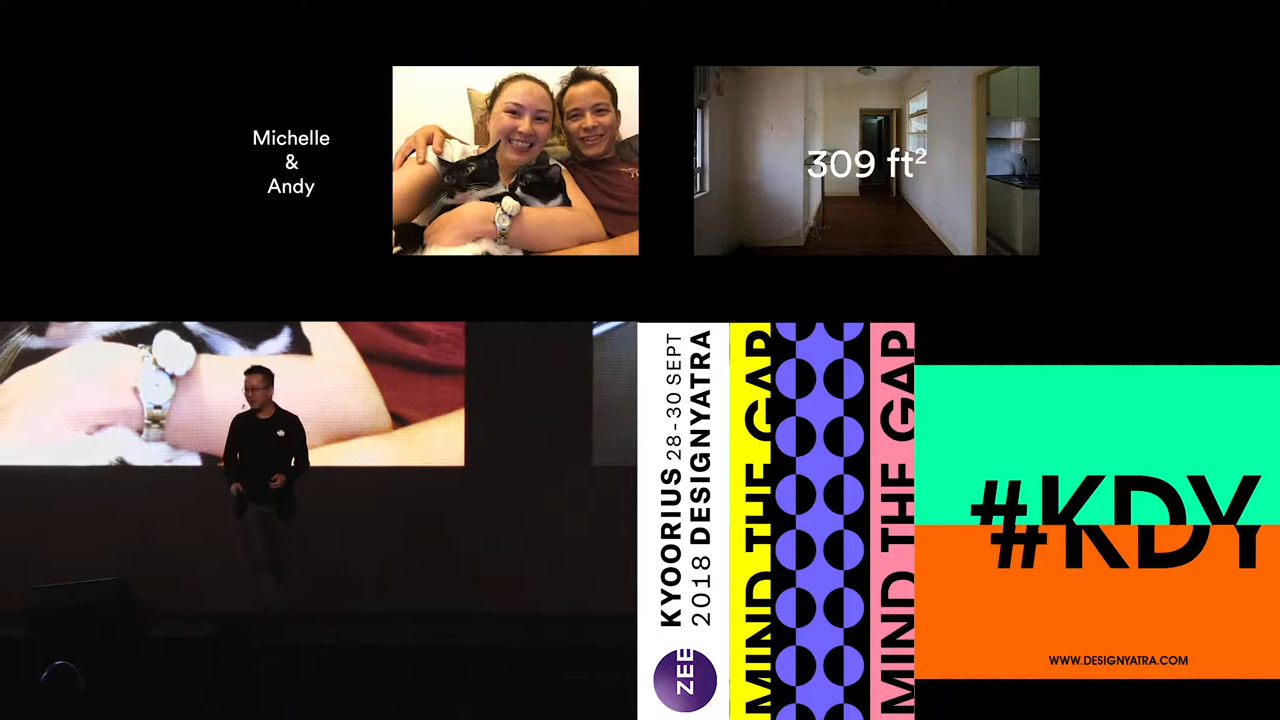 Michelle
&
Andy
309 ft²
KYOORIUS 28-30 SEPT
2018 DESIGNYATRA
ZEE
MIND THE GAP
MIND THE GAP
#KDY
WWW.DESIGNYATRA.COM